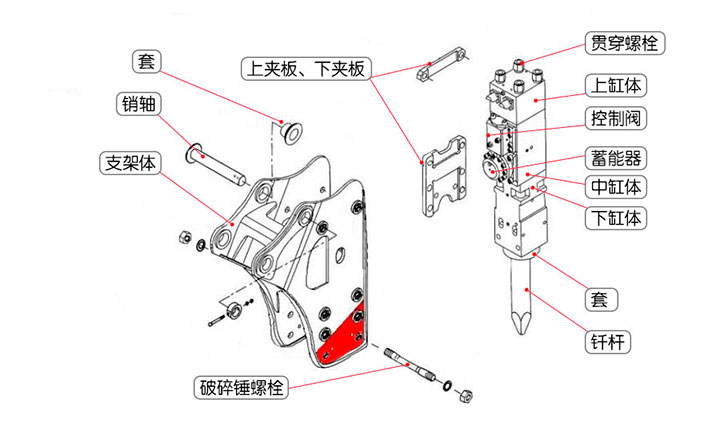 贯穿螺栓
套
上夹板、下夹板
上缸体
销轴
控制阀
支架体
蓄能器
中缸体
下缸体
套
钎杆
破碎锤螺栓